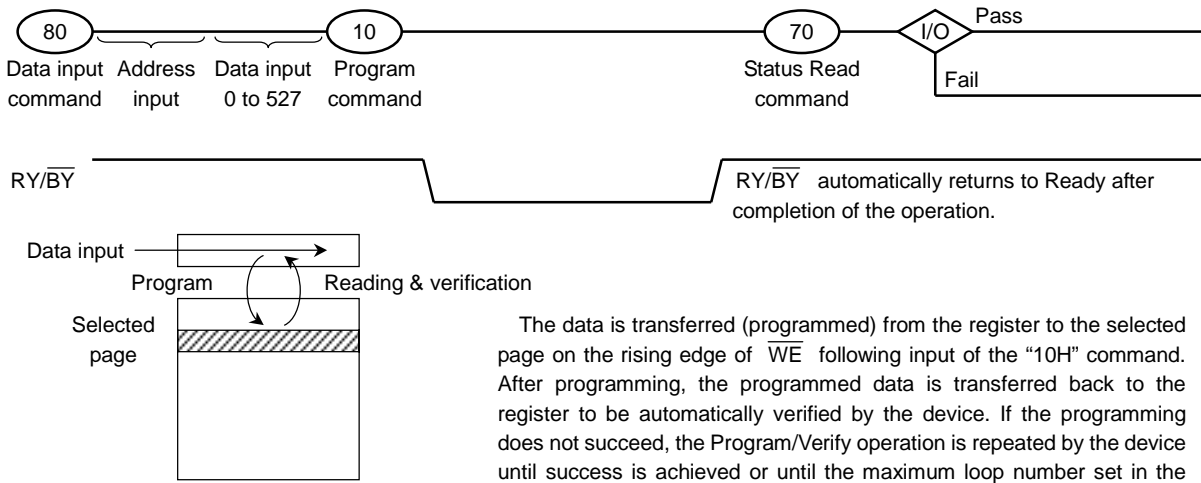 80 10 70 I/O Pass
Data input Address Data input Program Status Read
command input 0 to 527 command command Fail
RY/BY RY/BY automatically returns to Ready after
completion of the operation.
Data input
Program Reading & verification
Selected
page
The data is transferred (programmed) from the register to the selected
page on the rising edge of WE following input of the “10H” command.
After programming, the programmed data is transferred back to the
register to be automatically verified by the device. If the programming
does not succeed, the Program/Verify operation is repeated by the device
until success is achieved or until the maximum loop number set in the